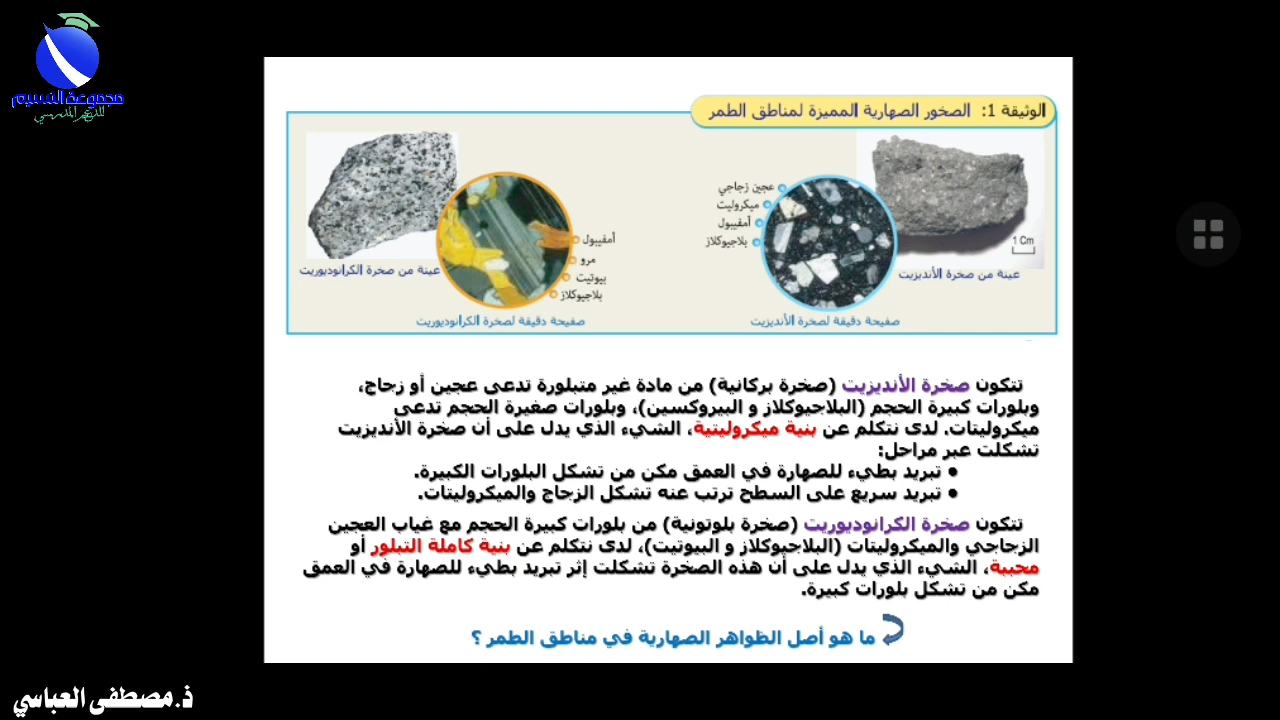 مجموعة النسيم
للدعم المدرسي
الوثيقة 1: الصخور الصهارية المميزة لمناطق الطمر
عجين زجاجي
ميكروليت
أمفيبول
بلاجيوكلاز
1 Cm
عينة من صخرة الأنديزيت
صفيحة دقيقة لصخرة الأنديزيت
أمفيبول
مرو
بيوتيت
بلاجيوكلاز
عينة من صخرة الكرانوديوريت
صفيحة دقيقة لصخرة الكرانوديوريت
تتكون صخرة الأنديزيت (صخرة بركانية) من مادة غير متبلورة تدعى عجين أو زجاج،
وبلورات كبيرة الحجم (البلاجيوكلاز و البيروكسين)، وبلورات صغيرة الحجم تدعى
ميكروليتات. لدى نتكلم عن بنية ميكروليتية، الشيء الذي يدل على أن صخرة الأنديزيت
تشكلت عبر مراحل:
● تبريد بطيء للصهارة في العمق مكن من تشكل البلورات الكبيرة.
● تبريد سريع على السطح ترتب عنه تشكل الزجاج والميكروليتات.
تتكون صخرة الكرانوديوريت (صخرة بلوتونية) من بلورات كبيرة الحجم مع غياب العجين
الزجاجي والميكروليتات (البلاجيوكلاز و البيوتيت)، لدى نتكلم عن بنية كاملة التبلور أو
محببة، الشيء الذي يدل على أن هذه الصخرة تشكلت إثر تبريد بطيء للصهارة في العمق
مكن من تشكل بلورات كبيرة.
ما هو أصل الظواهر الصهارية في مناطق الطمر ؟
ذ.مصطفى العباسي